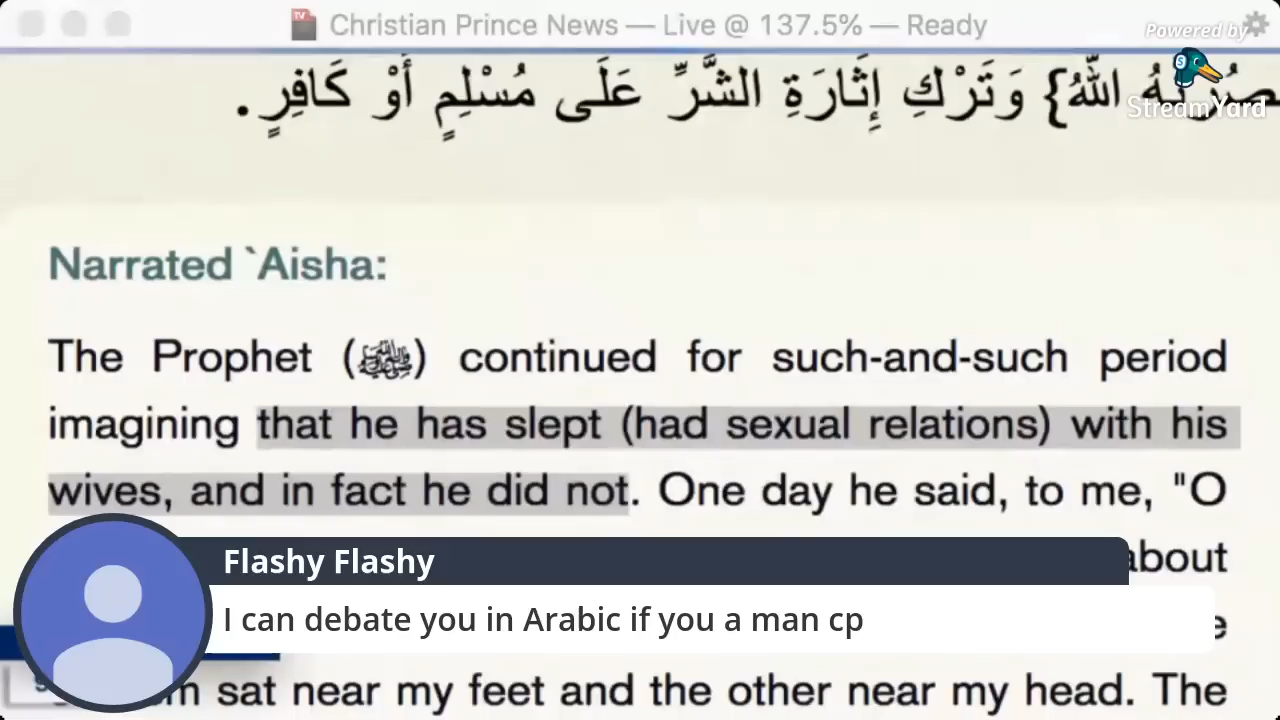 Christian Prince News — Live @ 137.5% — Ready
Powered by
StreamYard
اللَّهُ} وَتَرْكِ إِثَارَةِ الشَّرِّ عَلَى مُسْلِمٍ أَوْ كَافِرٍ ‏.‏
Narrated `Aisha:
The Prophet (ﷺ) continued for such-and-such period
imagining that he has slept (had sexual relations) with his
wives, and in fact he did not. One day he said, to me, "O
about
Flashy Flashy
I can debate you in Arabic if you a man cp
sat near my feet and the other near my head. The